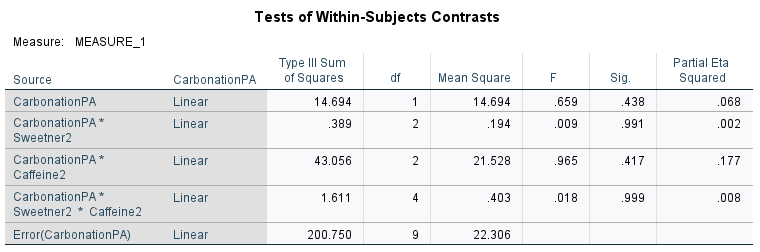 Tests of Within-Subjects Contrasts
Measure: MEASURE_1
Source CarbonationPA Type III Sum of Squares df Mean Square F Sig. Partial Eta Squared
CarbonationPA Linear 14.694 1 14.694 .659 .438 .068
CarbonationPA * Sweetner2 Linear .389 2 .194 .009 .991 .002
CarbonationPA * Caffeine2 Linear 43.056 2 21.528 .965 .417 .177
CarbonationPA * Sweetner2 * Caffeine2 Linear 1.611 4 .403 .018 .999 .008
Error(CarbonationPA) Linear 200.750 9 22.306